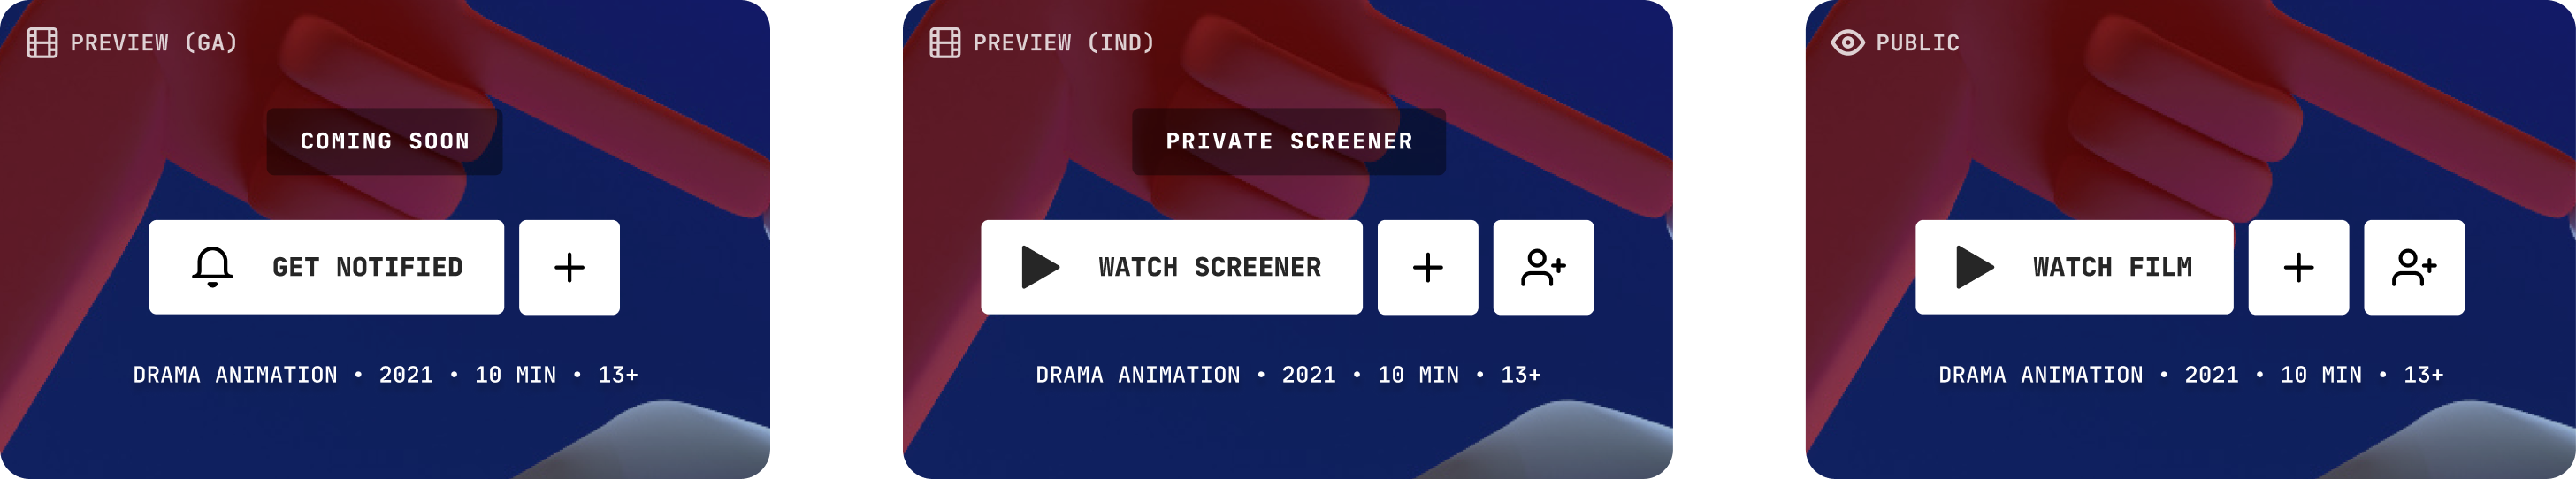 PREVIEW (GA)
COMING SOON
GET NOTIFIED
DRAMA ANIMATION • 2021 • 10 MIN • 13+
PREVIEW (IND)
PRIVATE SCREENER
WATCH SCREENER
DRAMA ANIMATION • 2021 • 10 MIN • 13+
PUBLIC
WATCH FILM
DRAMA ANIMATION • 2021 • 10 MIN • 13+